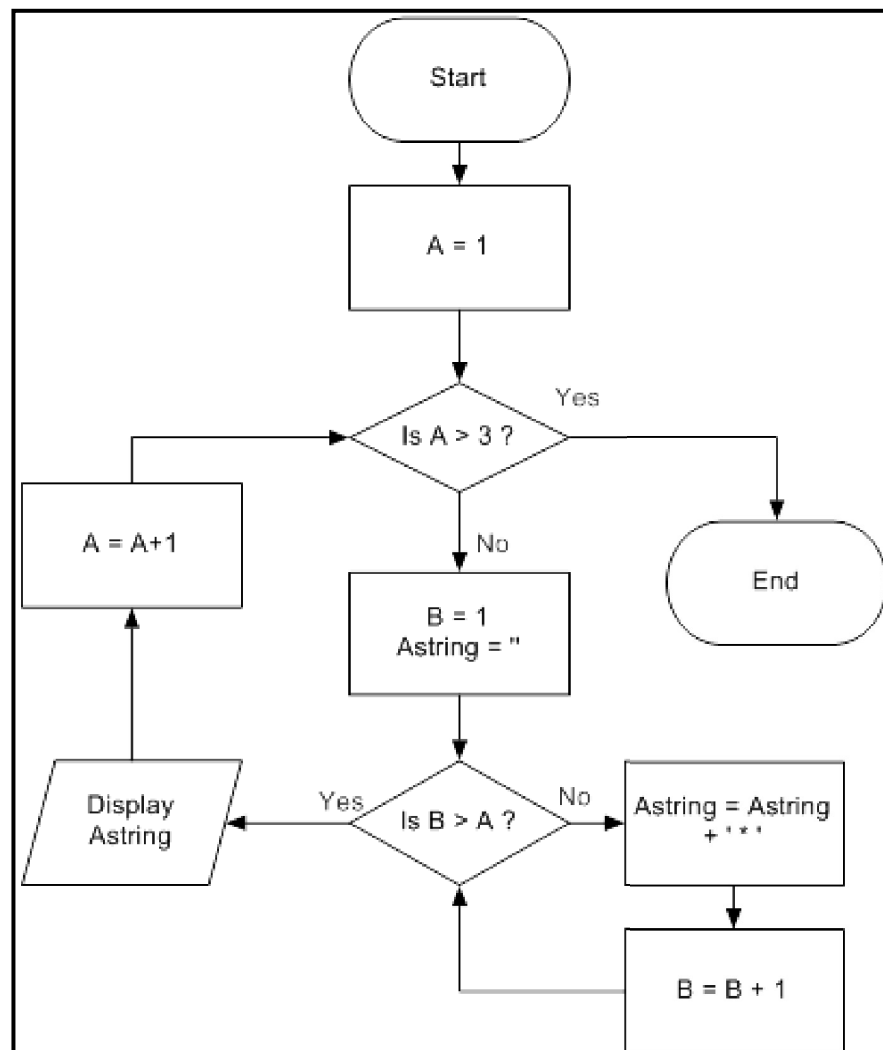 Start
A = 1
Is A > 3 ?
Yes
A = A+1
No
End
B = 1
Astring = ''
Is B > A ?
Yes
No
Display
Astring
Astring = Astring
+ ' * '
B = B + 1